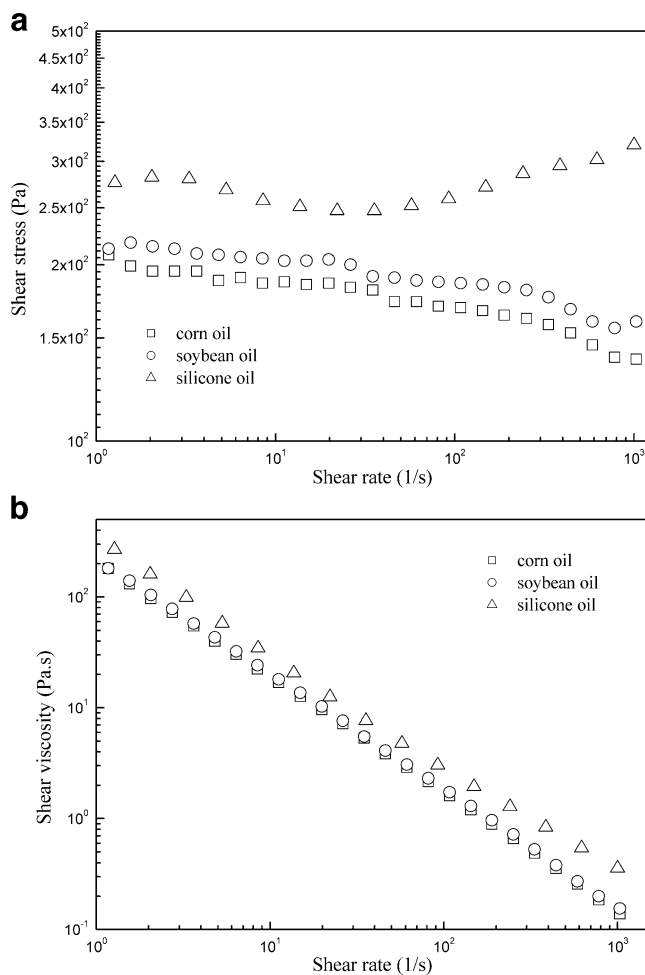 a
5x10²
4x10²
3.5x10²
3x10²
2.5x10²
2x10²
1.5x10²
10²
Shear stress (Pa)
corn oil
soybean oil
silicone oil
10⁰
10¹
10²
10³
Shear rate (1/s)
b
10²
10¹
10⁰
10⁻¹
Shear viscosity (Pa.s)
corn oil
soybean oil
silicone oil
10⁰
10¹
10²
10³
Shear rate (1/s)